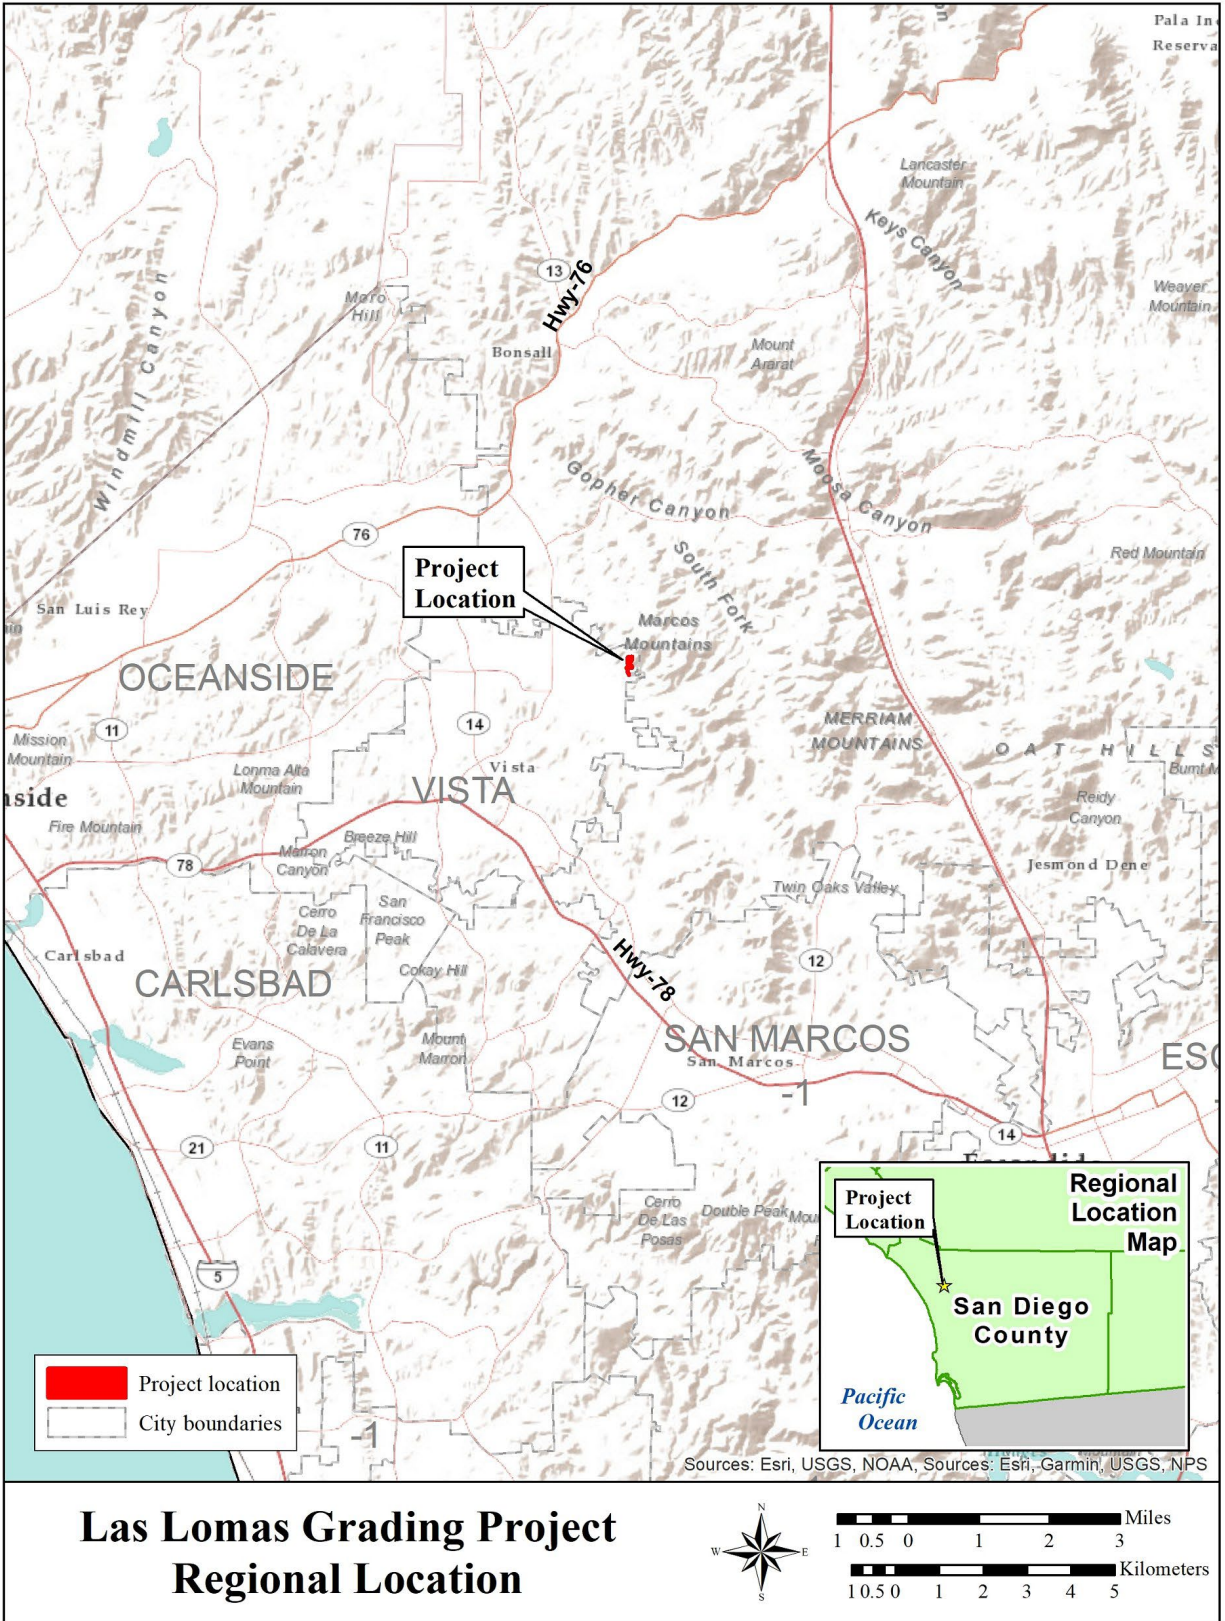 Pala In
Reserva
Lancaster
Mountain
Keys Canyon
13
Hwy-76
Windmill Canyon
Moro
Hill
Weaver
Mountain
Bonsall
Mount
Ararat
Gopher Canyon
Moosa Canyon
76
South Fork
Red Mountain
Project
Location
San Luis Rey
Marcos
Mountains
OCEANSIDE
11
14
MERRIAM
MOUNTAINS
Mission
Mountain
OAT HILLS
Lonma Alta
Mountain
Vista
VISTA
Burnt M
nside
Reidy
Canyon
Fire Mountain
Breeze Hill
78
Marron
Canyon
Jesmond Dene
Twin Oaks Valley
San
Francisco
Peak
Cerro
De La
Calavera
Carlsbad
12
Hwy-78
Cokay Hill
CARLSBAD
Evans
Point
Mount
Marron
SAN MARCOS
San Marcos
ESC
-1
12
21
11
14
Escondido
Cerro
De Las
Posas
Double Peak
Mou
5
Project
Location
Regional
Location
Map
San Diego
County
Pacific
Ocean
Project location
City boundaries
-1
Sources: Esri, USGS, NOAA, Sources: Esri, Garmin, USGS, NPS
Las Lomas Grading Project
Regional Location
N
W
E
S
Miles
1 0.5 0 1 2 3
Kilometers
1 0.5 0 1 2 3 4 5